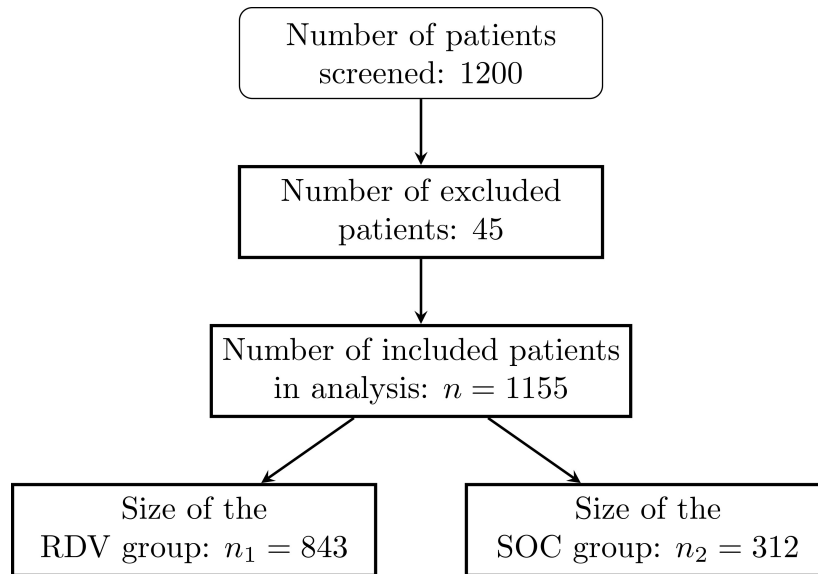 Number of patients
screened: 1200
Number of excluded
patients: 45
Number of included patients
in analysis: n = 1155
Size of the
RDV group: n₁ = 843
Size of the
SOC group: n₂ = 312